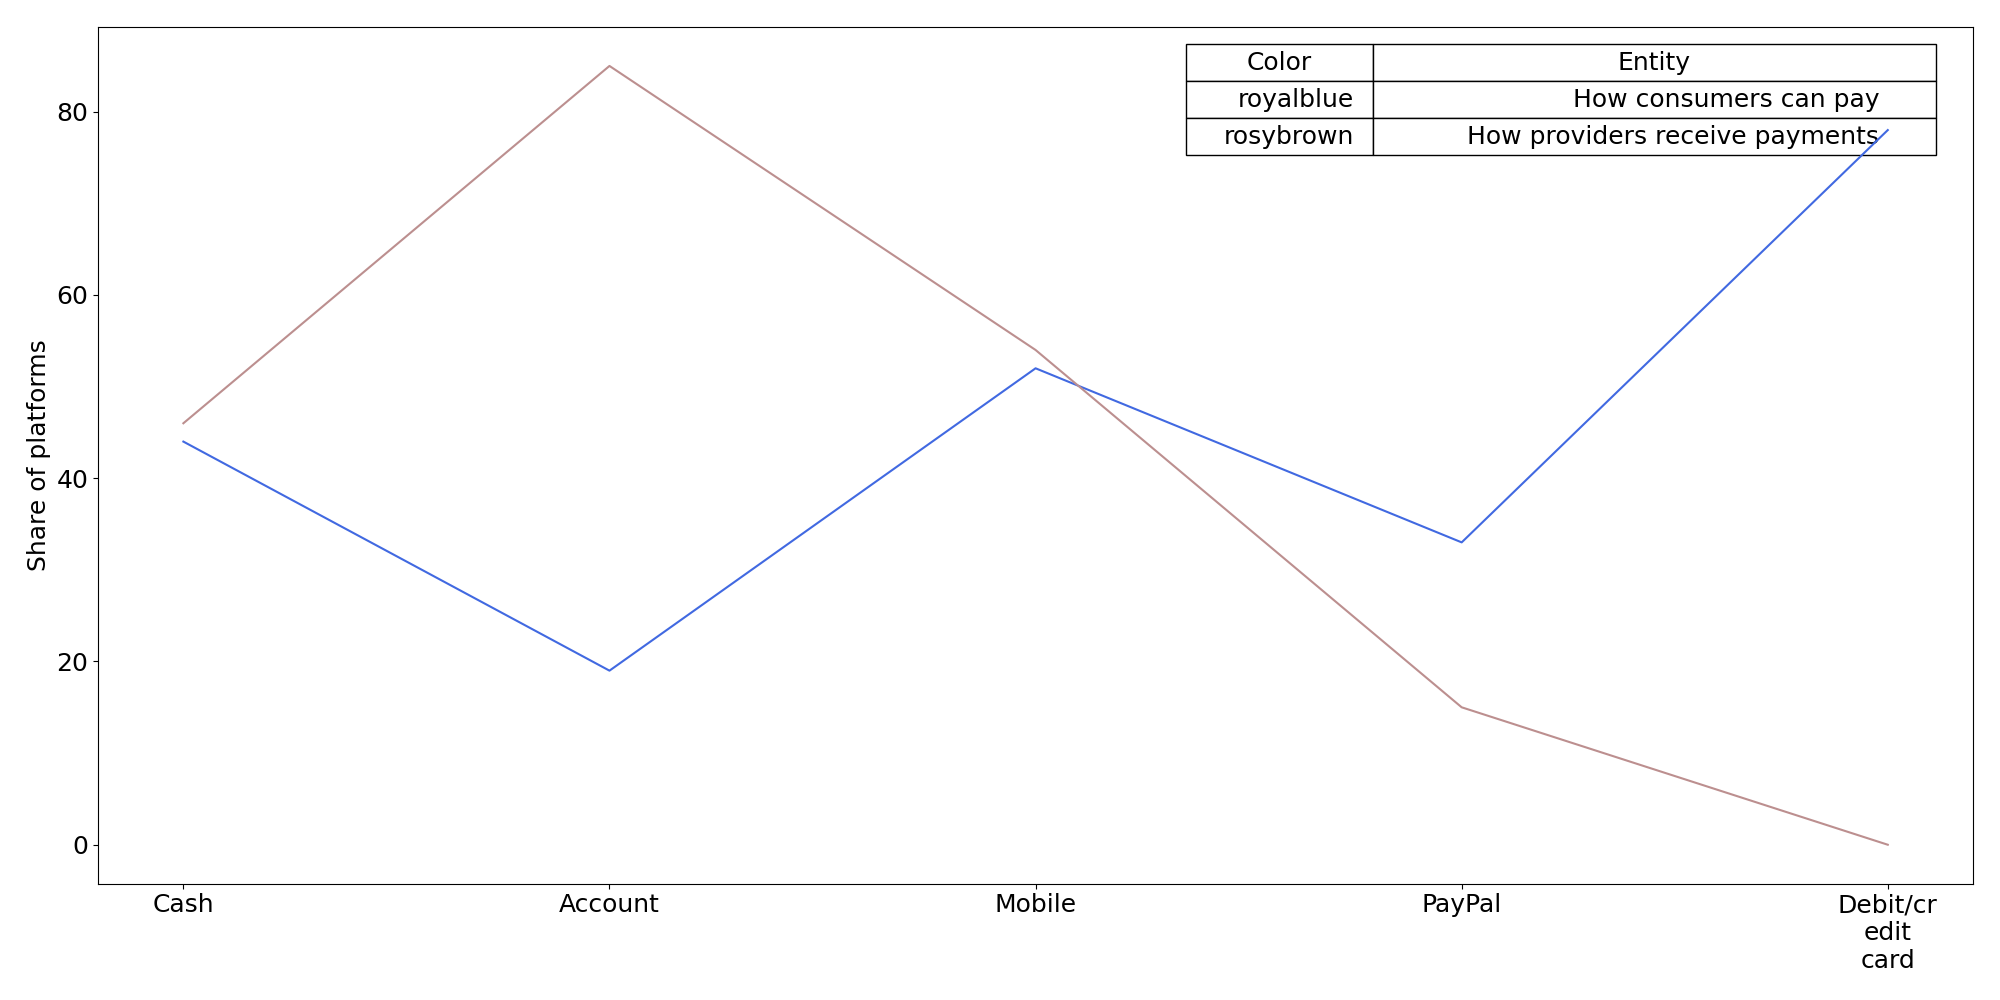 Color Entity
royalblue How consumers can pay
rosybrown How providers receive payments
Share of platforms
80
60
40
20
0
Cash Account Mobile PayPal Debit/cr
edit
card